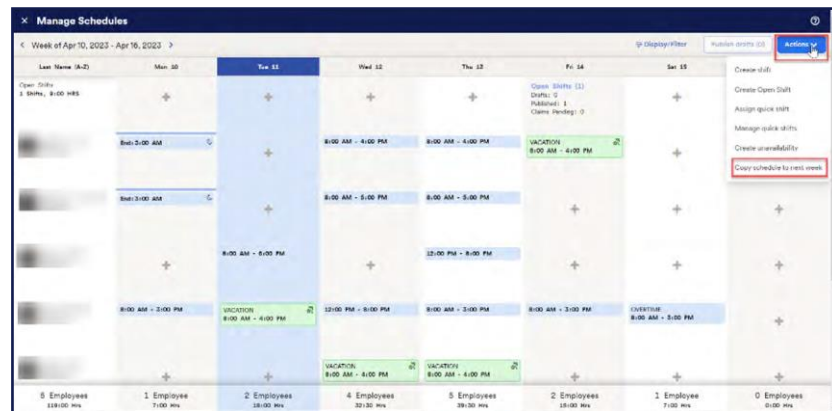 × Manage Schedules
< Week of Apr 10, 2023 - Apr 16, 2023 >
Display/Filter
Publish drafts (0)
Actions
Last Name (A-Z)
Mon 10
Tue 11
Wed 12
Thu 13
Fri 14
Sat 15
Create shift
Create Open Shift
Assign quick shift
Manage quick shifts
Create unavailability
Copy schedule to next week
Open Shifts
1 Shifts, 8:00 HRS
Open Shifts (1)
Drafts: 0
Published: 1
Claims Pending: 0
End: 3:00 AM
8:00 AM - 4:00 PM
8:00 AM - 4:00 PM
VACATION
8:00 AM - 4:00 PM
End: 3:00 AM
8:00 AM - 5:00 PM
8:00 AM - 5:00 PM
8:00 AM - 6:00 PM
12:00 PM - 8:00 PM
8:00 AM - 3:00 PM
VACATION
8:00 AM - 4:00 PM
12:00 PM - 8:00 PM
8:00 AM - 3:00 PM
8:00 AM - 3:00 PM
OVERTIME
8:00 AM - 3:00 PM
VACATION
8:00 AM - 4:00 PM
VACATION
8:00 AM - 4:00 PM
6 Employees
1 Employee
2 Employees
4 Employees
5 Employees
2 Employees
1 Employee
0 Employees
7:00 Hrs
18:00 Hrs
32:30 Hrs
39:30 Hrs
7:00 Hrs
0:00 Hrs